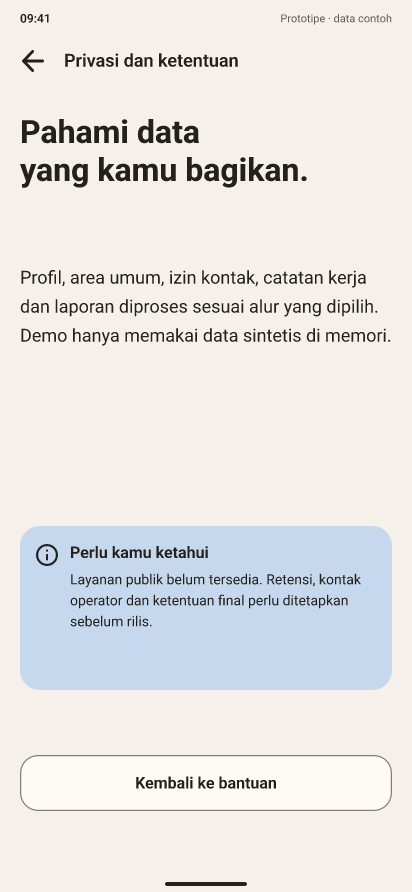 09:41
Prototipe · data contoh
Privasi dan ketentuan
Pahami data
yang kamu bagikan.
Profil, area umum, izin kontak, catatan kerja
dan laporan diproses sesuai alur yang dipilih.
Demo hanya memakai data sintetis di memori.
Perlu kamu ketahui
Layanan publik belum tersedia. Retensi, kontak
operator dan ketentuan final perlu ditetapkan
sebelum rilis.
Kembali ke bantuan